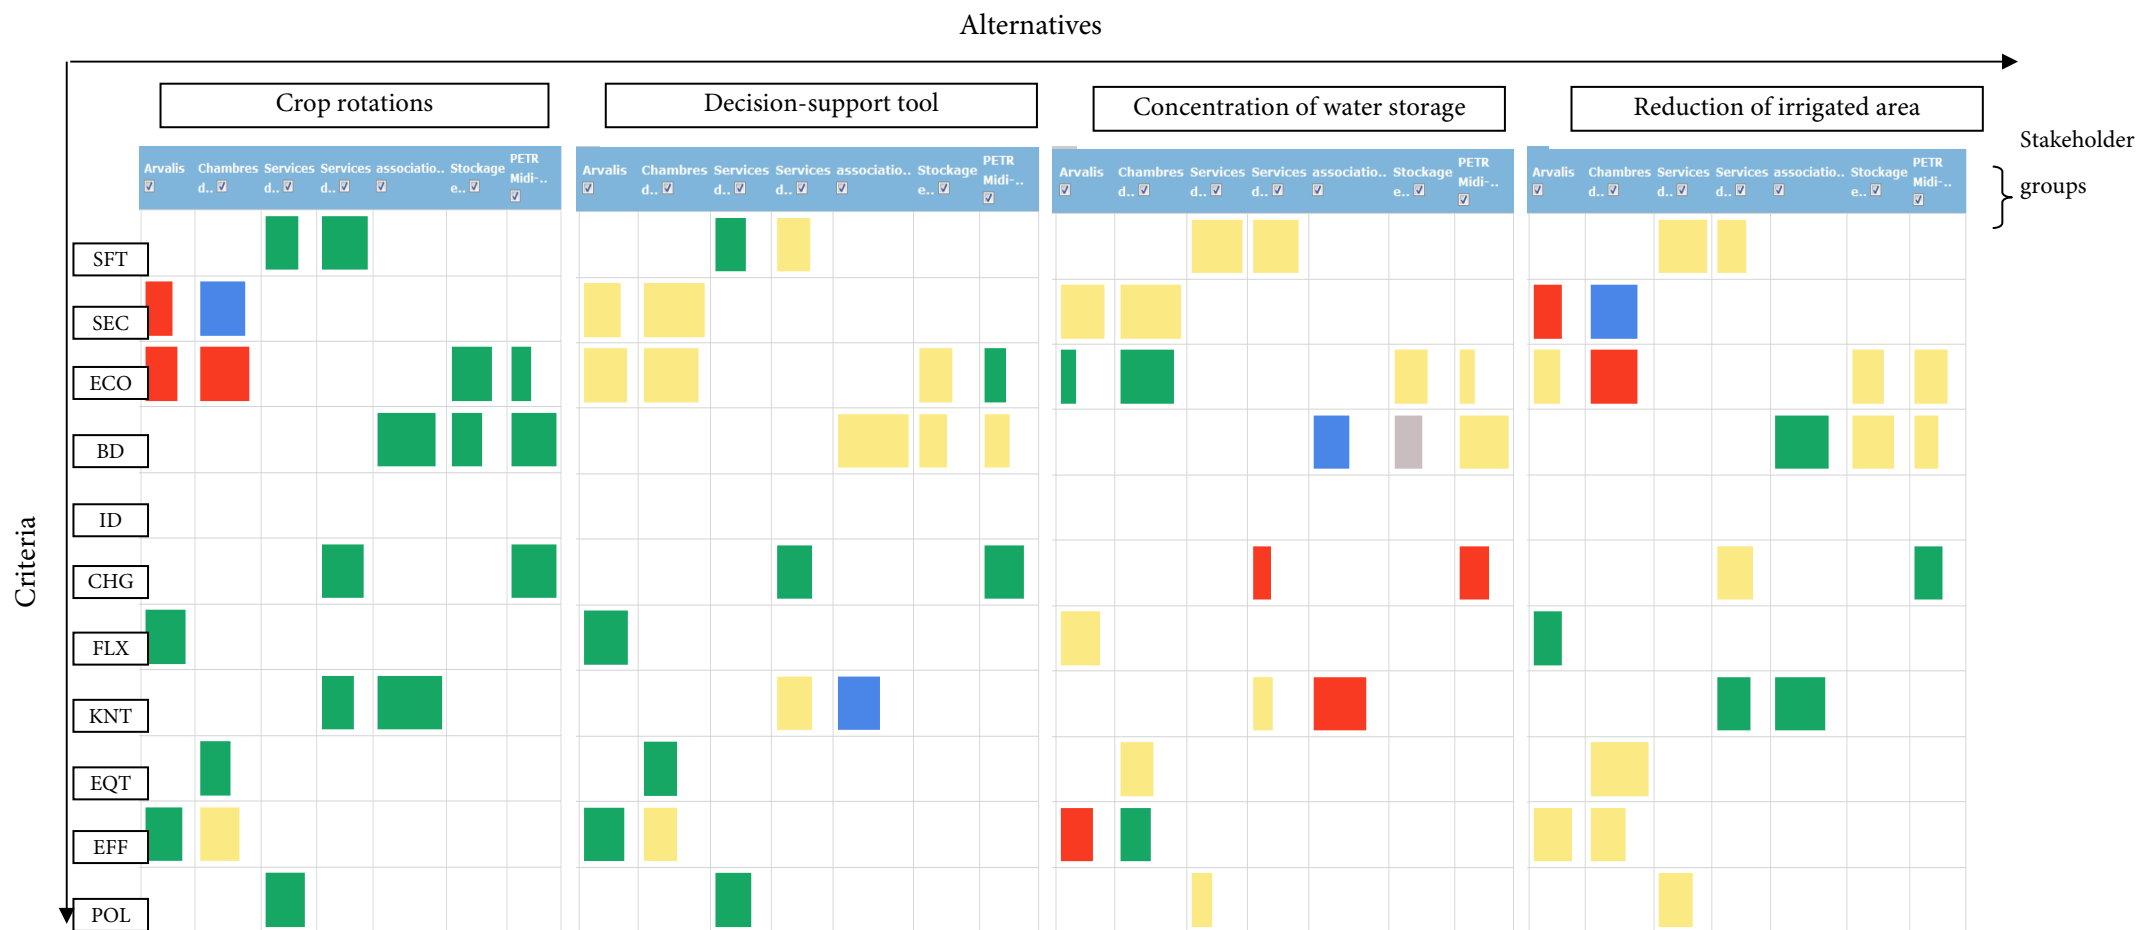 Alternatives
Crop rotations
Decision-support tool
Concentration of water storage
Reduction of irrigated area
Stakeholder
groups
Arvalis
Chambres
d..
Services
d..
Services
d..
associatio..
Stockage
e..
PETR
Midi-..
Arvalis
Chambres
d..
Services
d..
Services
d..
associatio..
Stockage
e..
PETR
Midi-..
Arvalis
Chambres
d..
Services
d..
Services
d..
associatio..
Stockage
e..
PETR
Midi-..
Arvalis
Chambres
d..
Services
d..
Services
d..
associatio..
Stockage
e..
PETR
Midi-..
Criteria
SFT
SEC
ECO
BD
ID
CHG
FLX
KNT
EQT
EFF
POL